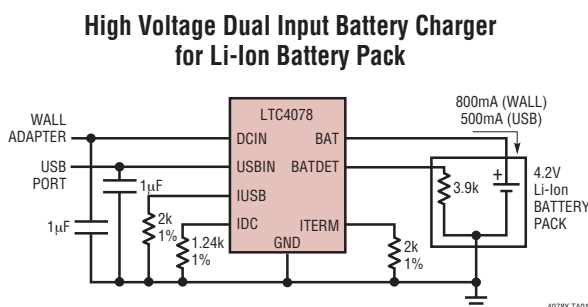 High Voltage Dual Input Battery Charger
for Li-Ion Battery Pack
800mA (WALL)
500mA (USB)
LTC4078
WALL
ADAPTER
DCIN
BAT
USB
PORT
USBIN
BATDET
1µF
IUSB
3.9k
+
4.2V
Li-Ion
BATTERY
PACK
1µF
2k
1%
IDC
1.24k
1%
ITERM
GND
2k
1%
4078X TA01